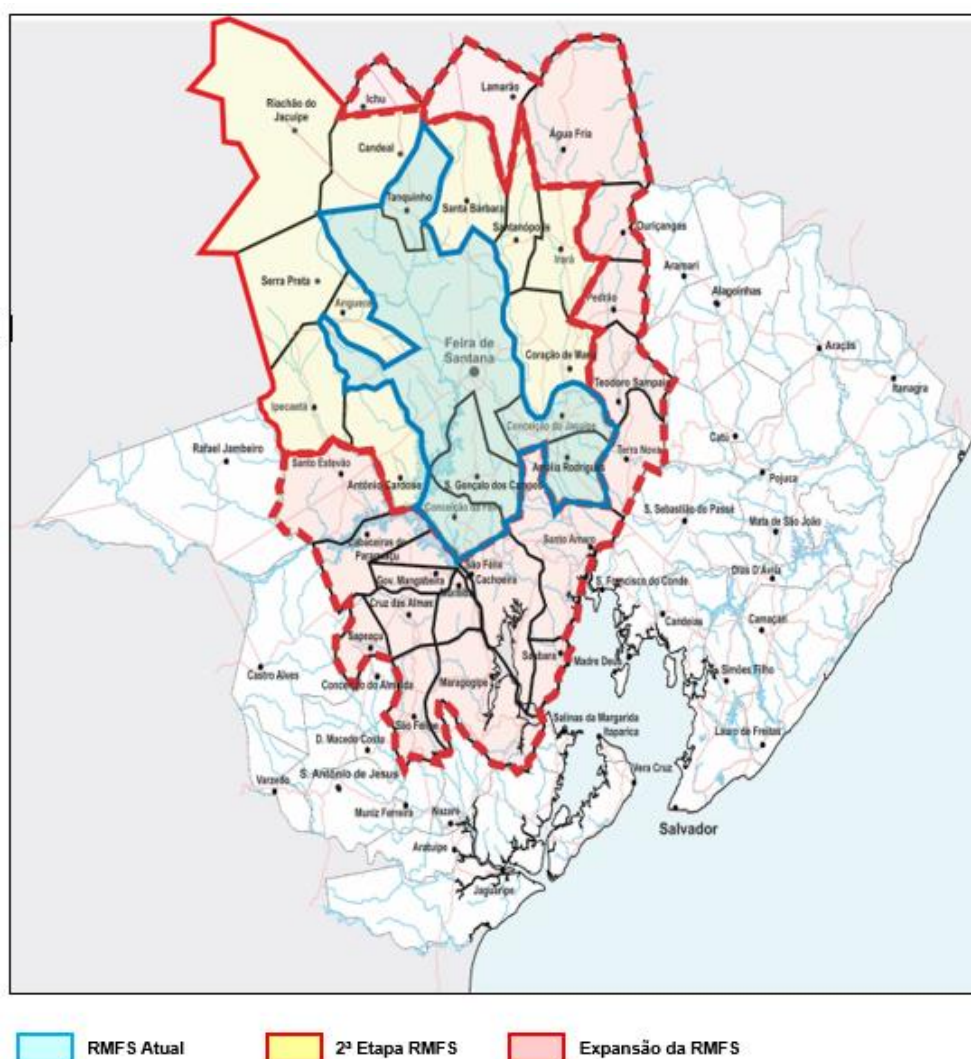 Riachão do
Jacuípe
Ichu
Lamarão
Candeal
Água Fria
Tanquinho
Santa Bárbara
Santanópolis
Irará
Ouriçangas
Aramari
Alagoinhas
Serra Preta
Anguera
Pedrão
Feira de
Santana
Coração de Maria
Araçás
Itanagra
Teodoro Sampaio
Ipecaetá
Conceição do Jacuípe
Rafael Jambeiro
Santo Estevão
Antônio Cardoso
S. Gonçalo dos Campos
Amélia Rodrigues
Terra Nova
Catú
Pojuca
Conceição da Feira
S. Sebastião do Passé
Mata de São João
Cabaceiras do
Paraguaçu
Santo Amaro
São Félix
Cachoeira
Gov. Mangabeira
Muritiba
S. Francisco do Conde
Dias D'Ávila
Cruz das Almas
Candeias
Camaçari
Sapeaçu
Saubara
Madre Deus
Castro Alves
Conceição do Almeida
Maragogipe
Simões Filho
São Felipe
Salinas da Margarida
Itaparica
Lauro de Freitas
D. Macedo Costa
S. Antônio de Jesus
Varzedo
Vera Cruz
Muniz Ferreira
Nazaré
Salvador
Aratuípe
Jaguaripe
RMFS Atual
2ª Etapa RMFS
Expansão da RMFS